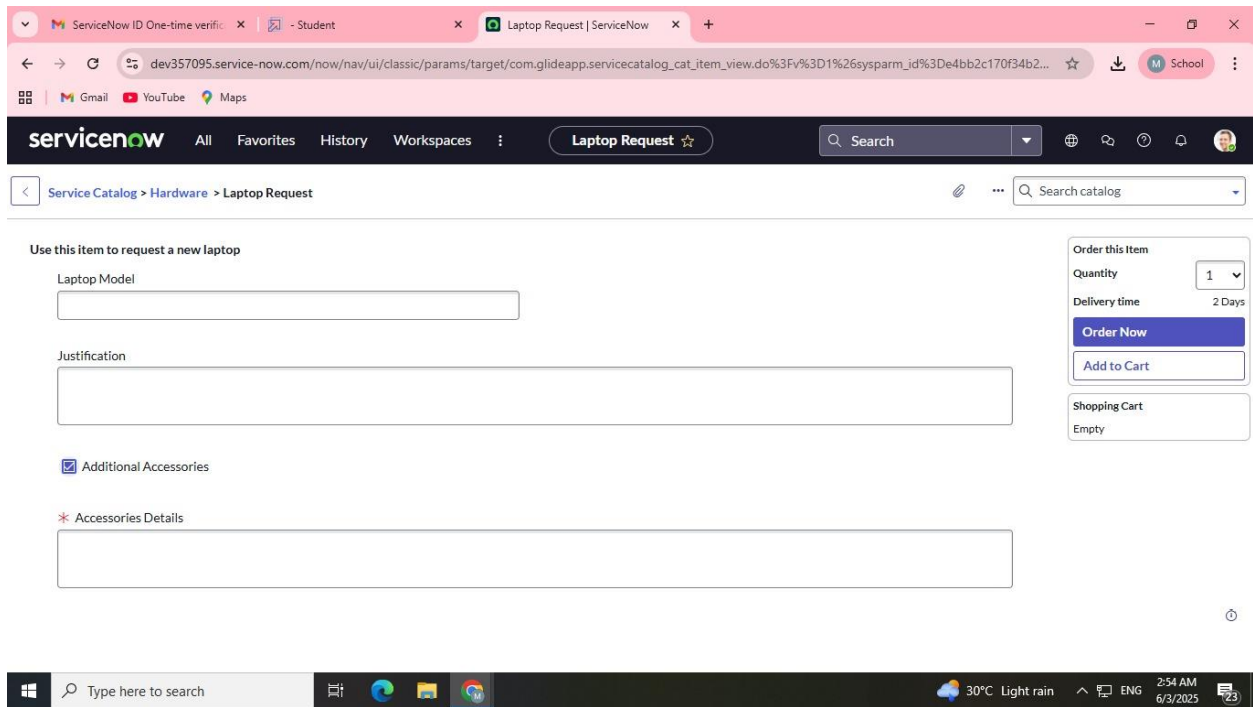 ServiceNow ID One-time verific
- Student
Laptop Request | ServiceNow
dev357095.service-now.com/now/nav/ui/classic/params/target/com.glideapp.servicecatalog_cat_item_view.do%3Fv%3D1%26sysparm_id%3De4bb2c170f34b2...
M School
Gmail YouTube Maps
servicenow All Favorites History Workspaces Laptop Request Search
Service Catalog > Hardware > Laptop Request
Search catalog
Use this item to request a new laptop
Laptop Model
Justification
Additional Accessories
* Accessories Details
Order this Item
Quantity 1
Delivery time 2 Days
Order Now
Add to Cart
Shopping Cart
Empty
Type here to search
30°C Light rain
ENG
2:54 AM
6/3/2025
23